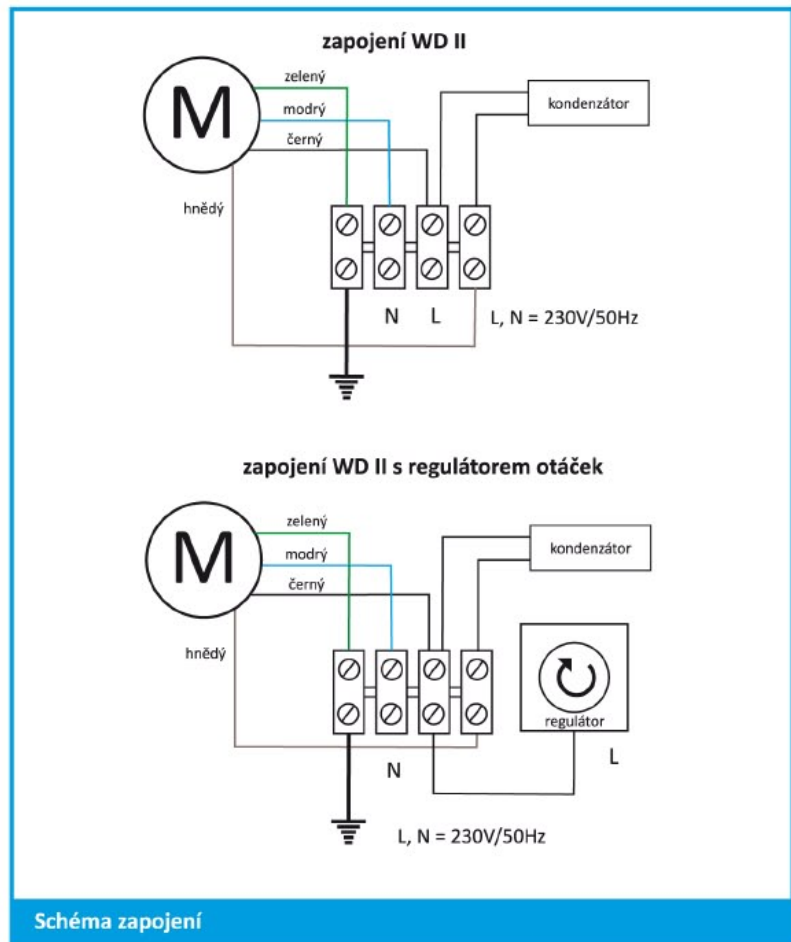 zapojení WD II
zelený
M
modrý
kondenzátor
černý
hnědý
N L L, N = 230V/50Hz
zapojení WD II s regulátorem otáček
zelený
M
modrý
kondenzátor
černý
hnědý
regulátor
N
L
L, N = 230V/50Hz
Schéma zapojení